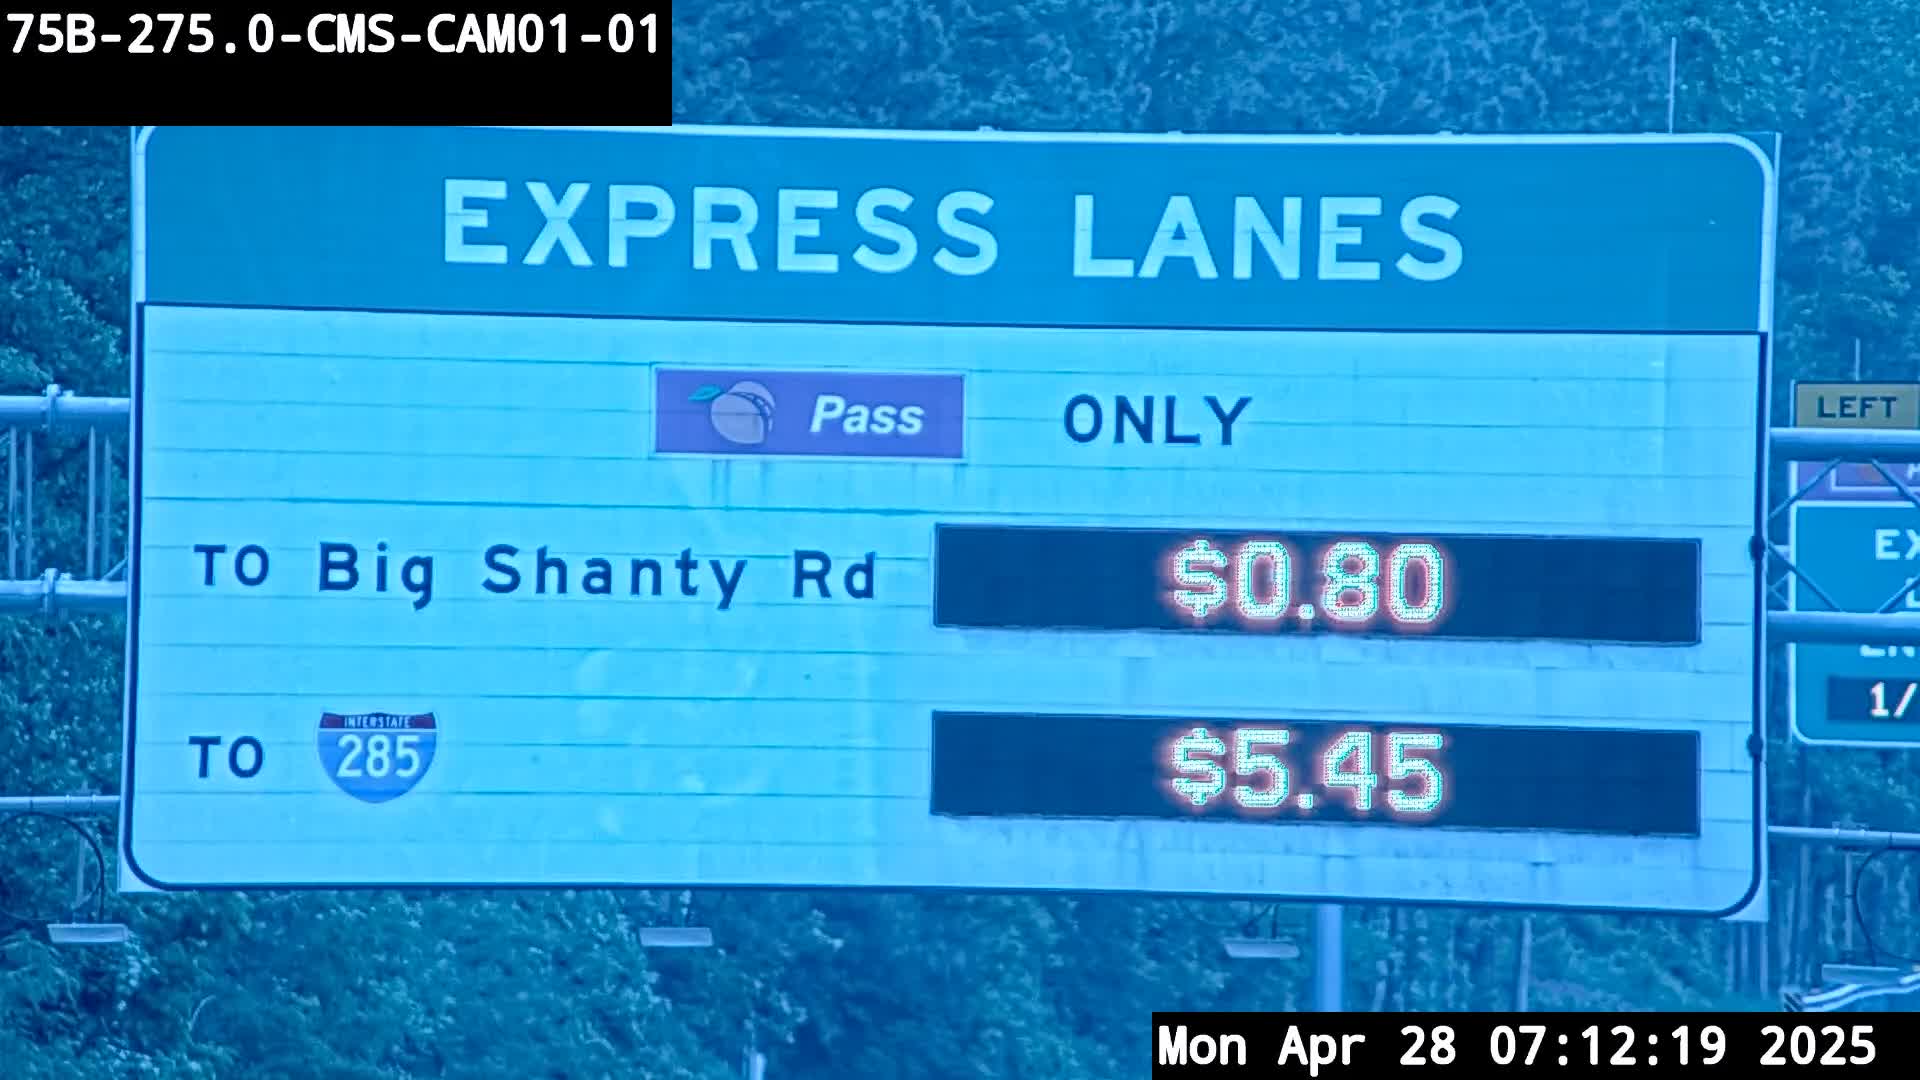 75B-275.0-CMS-CAM01-01
EXPRESS LANES
Pass ONLY
TO Big Shanty Rd $0.80
TO INTERSTATE 285 $5.45
LEFT
1/
Mon Apr 28 07:12:19 2025